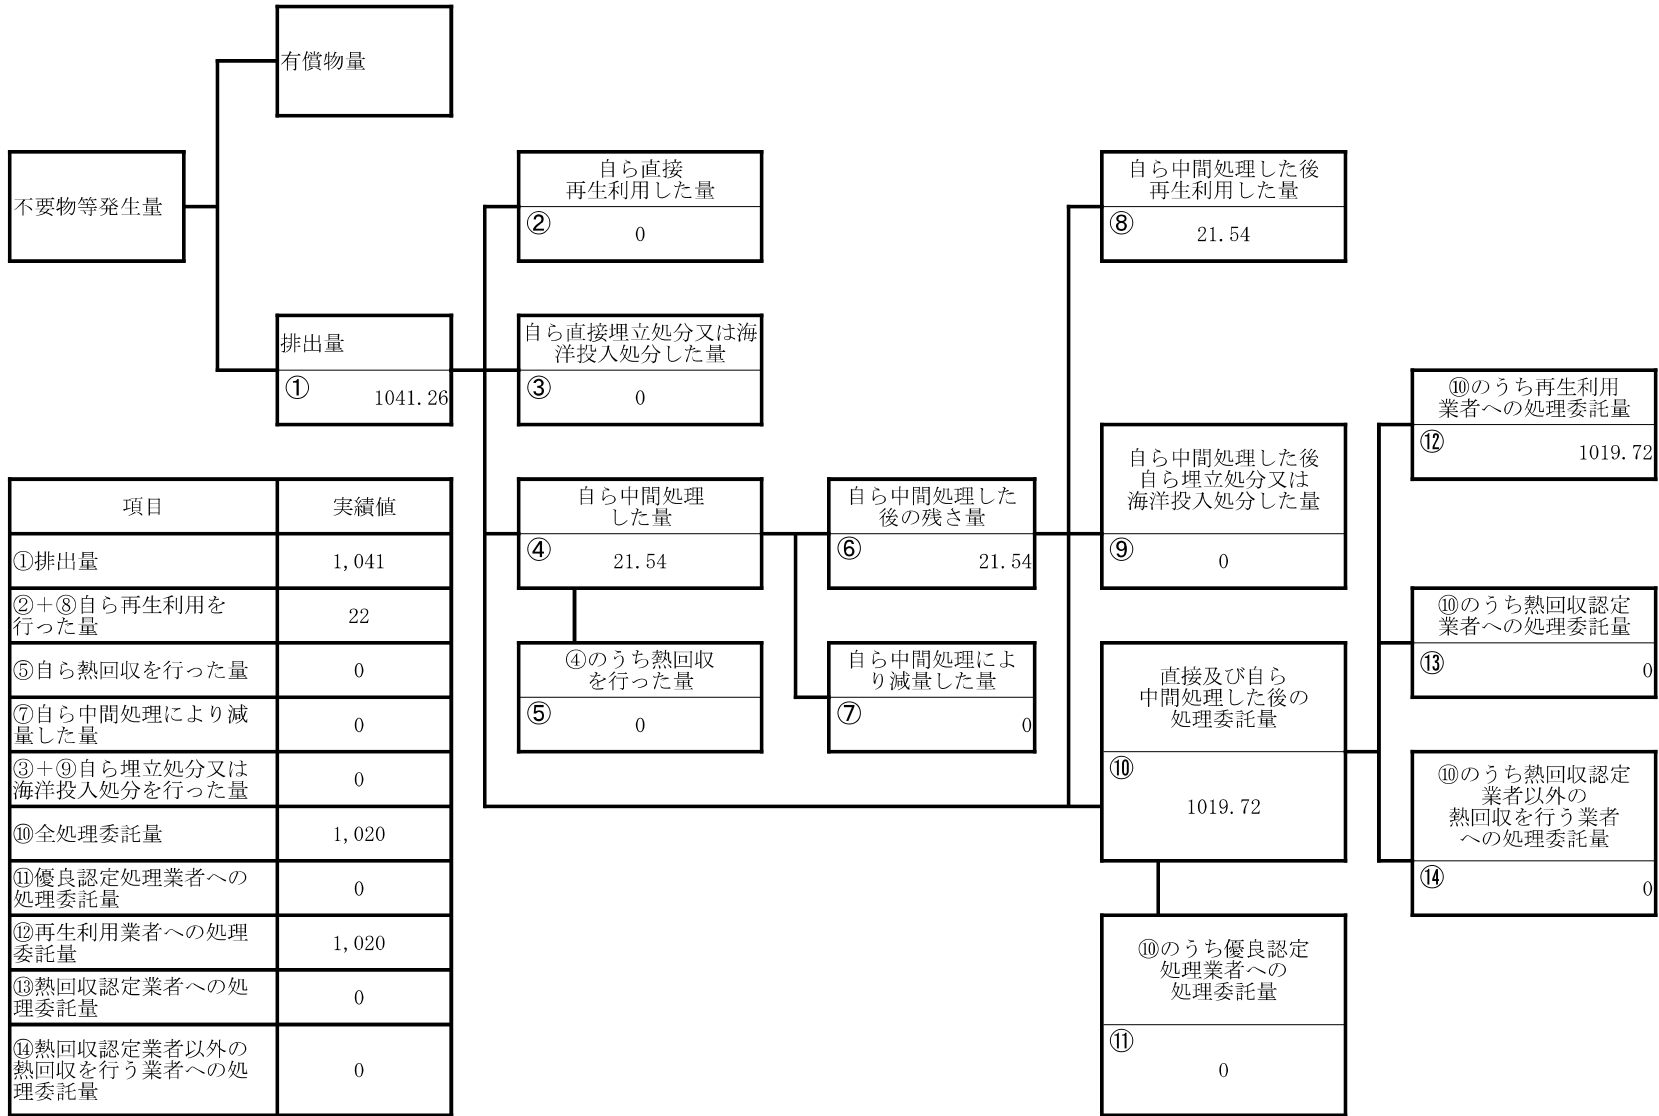 有償物量
不要物等発生量
排出量
①
1041.26
自ら直接
再生利用した量
②
0
自ら直接埋立処分又は海
洋投入処分した量
③
0
自ら中間処理
した量
④
21.54
④のうち熱回収
を行った量
⑤
0
自ら中間処理した
後の残さ量
⑥
21.54
自ら中間処理によ
り減量した量
⑦
0
自ら中間処理した後
再生利用した量
⑧
21.54
自ら中間処理した後
自ら埋立処分又は
海洋投入処分した量
⑨
0
直接及び自ら
中間処理した後の
処理委託量
⑩
1019.72
⑩のうち優良認定
処理業者への
処理委託量
⑪
0
⑩のうち再生利用
業者への処理委託量
⑫
1019.72
⑩のうち熱回収認定
業者への処理委託量
⑬
0
⑩のうち熱回収認定
業者以外の
熱回収を行う業者
への処理委託量
⑭
0
項目 実績値
①排出量 1,041
②＋⑧自ら再生利用を
行った量 22
⑤自ら熱回収を行った量 0
⑦自ら中間処理により減
量した量 0
③＋⑨自ら埋立処分又は
海洋投入処分を行った量 0
⑩全処理委託量 1,020
⑪優良認定処理業者への
処理委託量 0
⑫再生利用業者への処理
委託量 1,020
⑬熱回収認定業者への処
理委託量 0
⑭熱回収認定業者以外の
熱回収を行う業者への処
理委託量 0